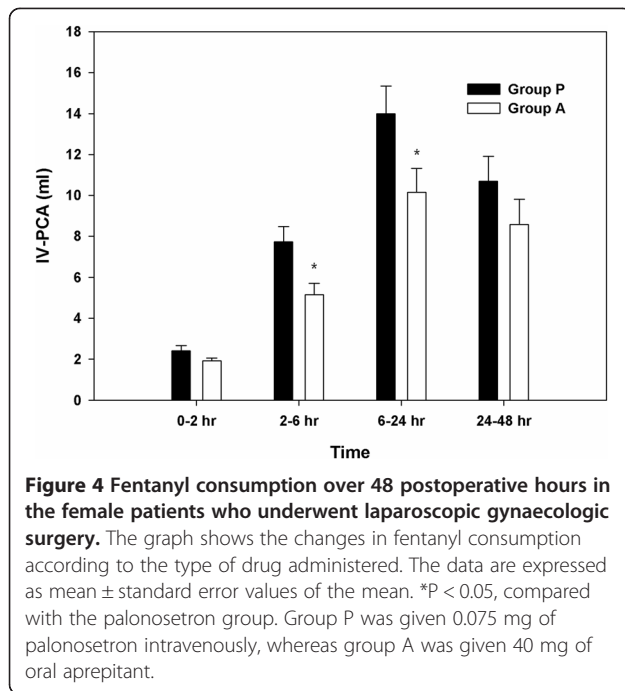 18
16
14
12
10
8
6
4
2
0
IV-PCA (ml)
Group P
Group A
*
*
0-2 hr 2-6 hr 6-24 hr 24-48 hr
Time
Figure 4 Fentanyl consumption over 48 postoperative hours in
the female patients who underwent laparoscopic gynaecologic
surgery. The graph shows the changes in fentanyl consumption
according to the type of drug administered. The data are expressed
as mean ± standard error values of the mean. *P < 0.05, compared
with the palonosetron group. Group P was given 0.075 mg of
palonosetron intravenously, whereas group A was given 40 mg of
oral aprepitant.